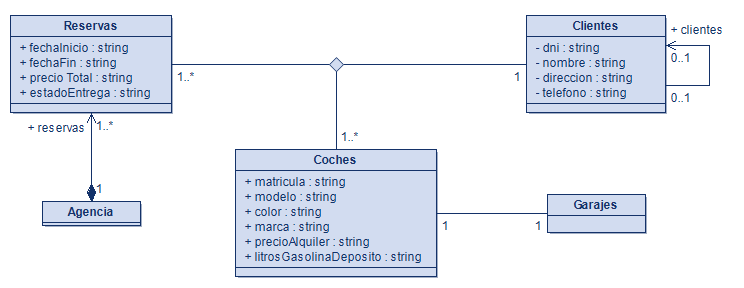 Reservas
+ fechaInicio : string
+ fechaFin : string
+ precio Total : string
+ estadoEntrega : string
1..*
1
Clientes
- dni : string
- nombre : string
- direccion : string
- telefono : string
+ clientes
0..1
0..1
+ reservas
1..*
1
Agencia
1..*
Coches
+ matricula : string
+ modelo : string
+ color : string
+ marca : string
+ precioAlquiler : string
+ litrosGasolinaDeposito : string
1
1
Garajes